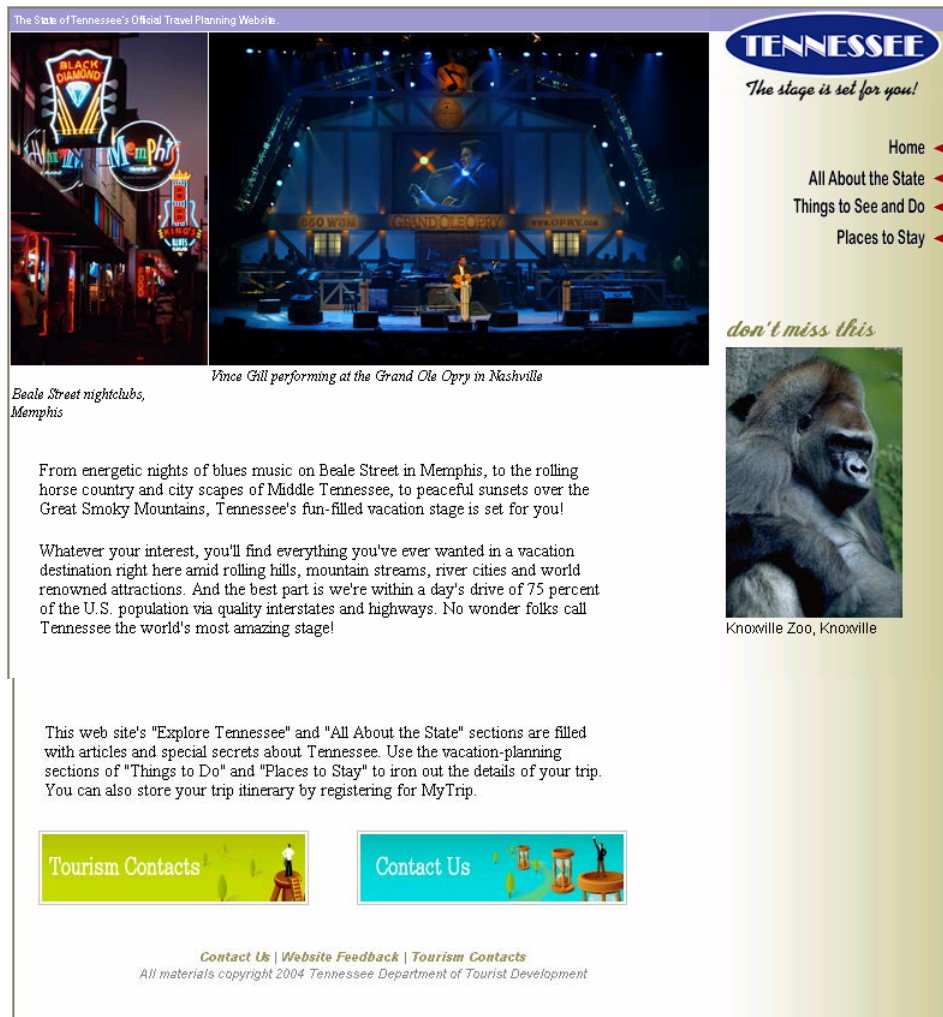 The State of Tennessee's Official Travel Planning Website.
TENNESSEE
The stage is set for you!
Home
All About the State
Things to See and Do
Places to Stay
BLACK
DIAMOND
Memphis
KING'S
BLUES
650 WSM
GRAND OLE OPRY
www.OPRY.com
Vince Gill performing at the Grand Ole Opry in Nashville
Beale Street nightclubs,
Memphis
don't miss this
Knoxville Zoo, Knoxville
From energetic nights of blues music on Beale Street in Memphis, to the rolling
horse country and city scapes of Middle Tennessee, to peaceful sunsets over the
Great Smoky Mountains, Tennessee's fun-filled vacation stage is set for you!
Whatever your interest, you'll find everything you've ever wanted in a vacation
destination right here amid rolling hills, mountain streams, river cities and world
renowned attractions. And the best part is we're within a day's drive of 75 percent
of the U.S. population via quality interstates and highways. No wonder folks call
Tennessee the world's most amazing stage!
This web site's "Explore Tennessee" and "All About the State" sections are filled
with articles and special secrets about Tennessee. Use the vacation-planning
sections of "Things to Do" and "Places to Stay" to iron out the details of your trip.
You can also store your trip itinerary by registering for MyTrip.
Tourism Contacts
Contact Us
Contact Us | Website Feedback | Tourism Contacts
All materials copyright 2004 Tennessee Department of Tourist Development